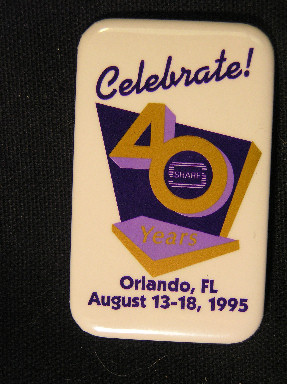 Celebrate!
40
SHARE
Years
Orlando, FL
August 13-18, 1995